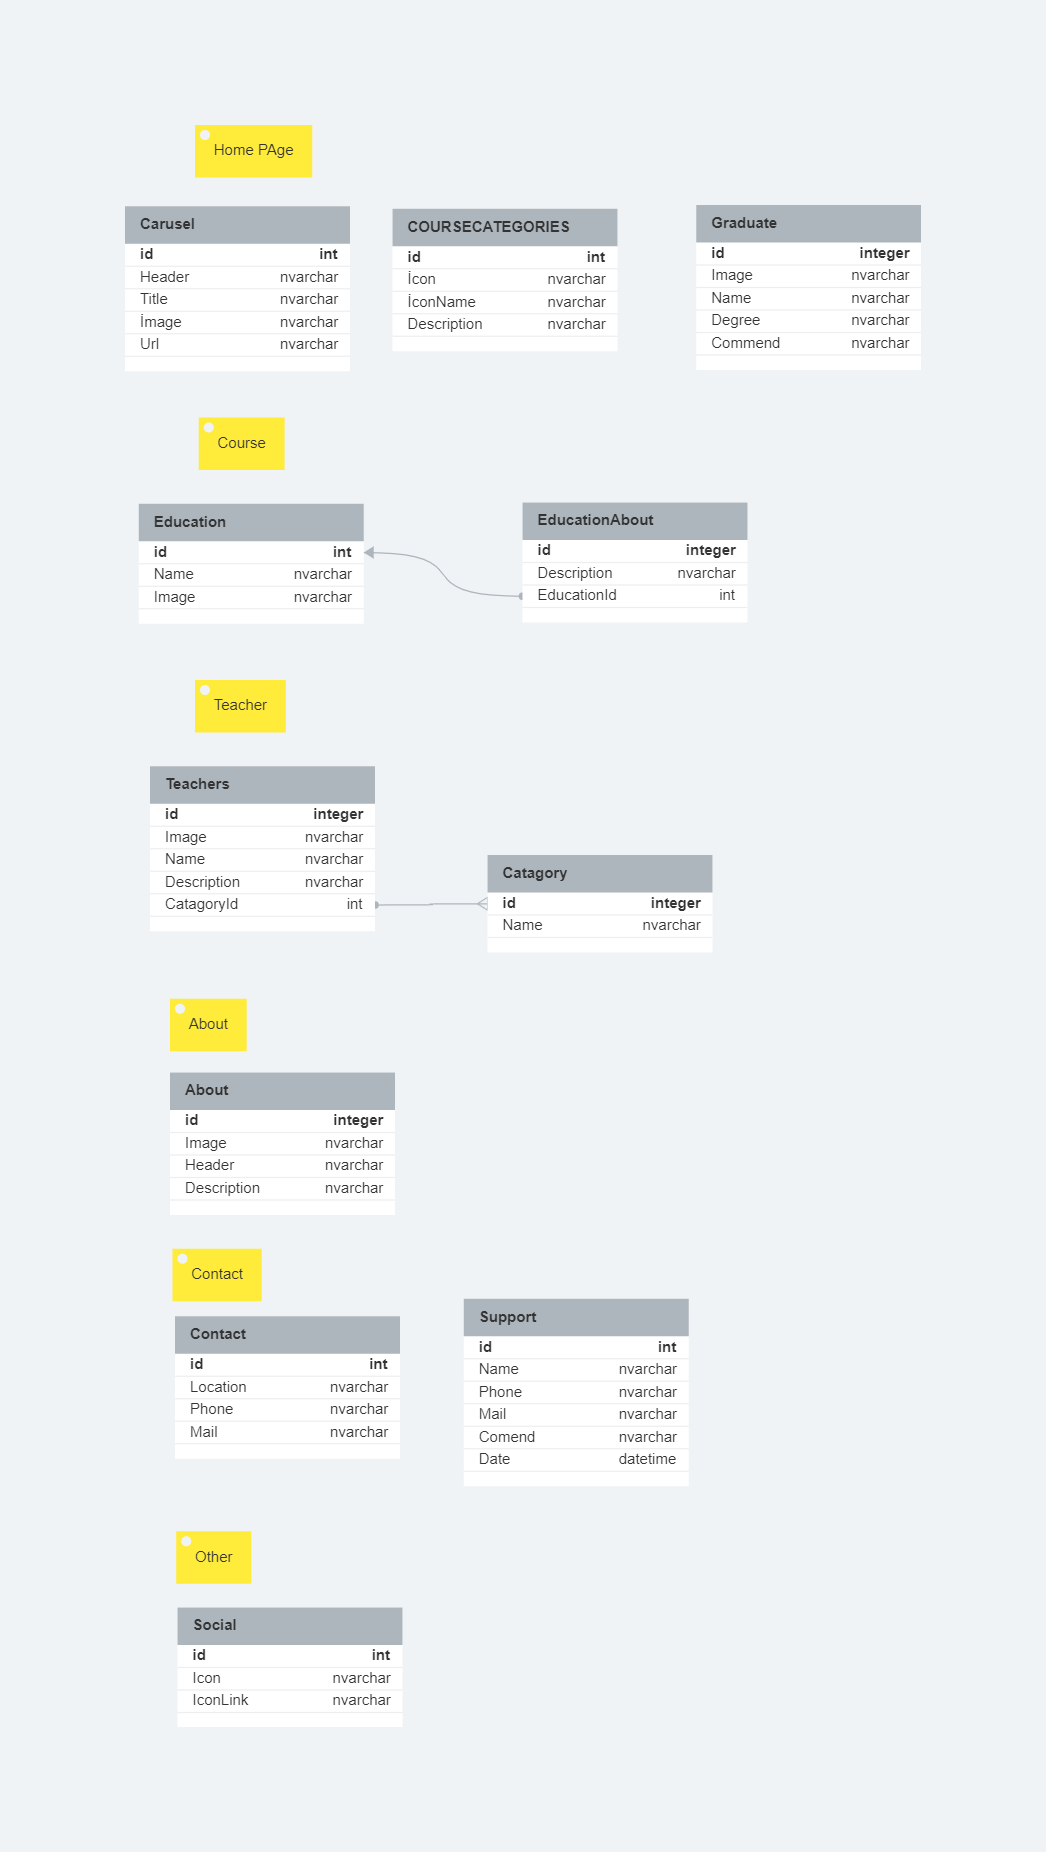 Home PAge
Carusel
id int
Header nvarchar
Title nvarchar
İmage nvarchar
Url nvarchar
COURSECATEGORIES
id int
İcon nvarchar
İconName nvarchar
Description nvarchar
Graduate
id integer
Image nvarchar
Name nvarchar
Degree nvarchar
Commend nvarchar
Course
Education
id int
Name nvarchar
Image nvarchar
EducationAbout
id integer
Description nvarchar
EducationId int
Teacher
Teachers
id integer
Image nvarchar
Name nvarchar
Description nvarchar
CatagoryId int
Catagory
id integer
Name nvarchar
About
About
id integer
Image nvarchar
Header nvarchar
Description nvarchar
Contact
Contact
id int
Location nvarchar
Phone nvarchar
Mail nvarchar
Support
id int
Name nvarchar
Phone nvarchar
Mail nvarchar
Comend nvarchar
Date datetime
Other
Social
id int
Icon nvarchar
IconLink nvarchar